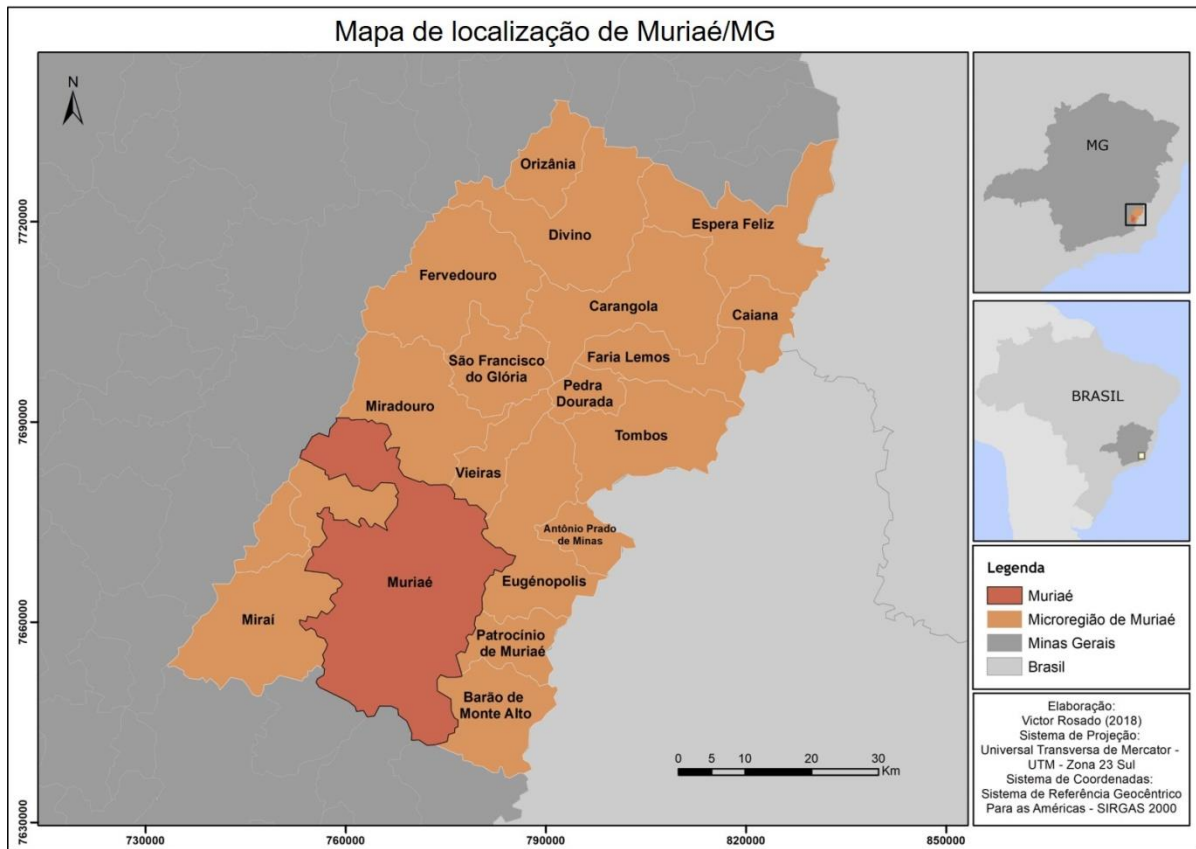 Mapa de localização de Muriaé/MG
N
Orizânia
Espera Feliz
Divino
Fervedouro
Carangola
Caiana
São Francisco
do Glória
Faria Lemos
Pedra
Dourada
Miradouro
Tombos
Vieiras
Antônio Prado
de Minas
Muriaé
Eugénopolis
Miraí
Patrocínio
de Muriaé
Barão de
Monte Alto
0 5 10 20 30
Km
7720000
7690000
7660000
7630000
730000 760000 790000 820000 850000
MG
BRASIL
Legenda
Muriaé
Microregião de Muriaé
Minas Gerais
Brasil
Elaboração:
Victor Rosado (2018)
Sistema de Projeção:
Universal Transversa de Mercator -
UTM - Zona 23 Sul
Sistema de Coordenadas:
Sistema de Referência Geocêntrico
Para as Américas - SIRGAS 2000